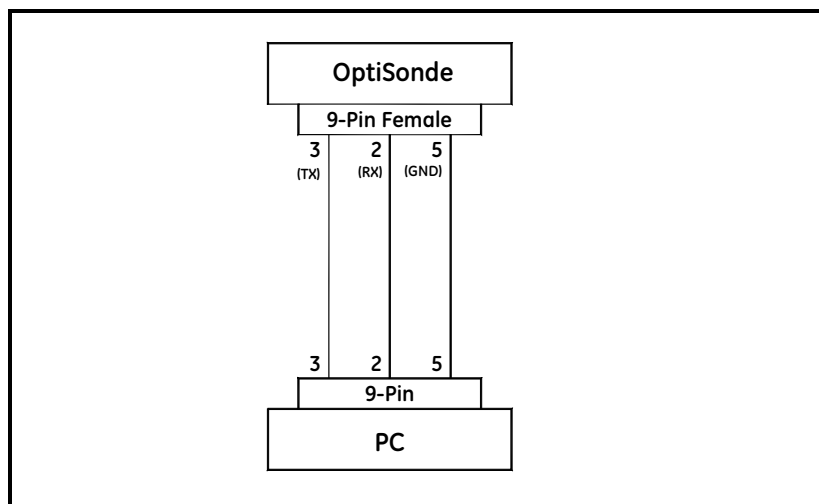 OptiSonde
9-Pin Female
3 2 5
(TX) (RX) (GND)
3 2 5
9-Pin
PC